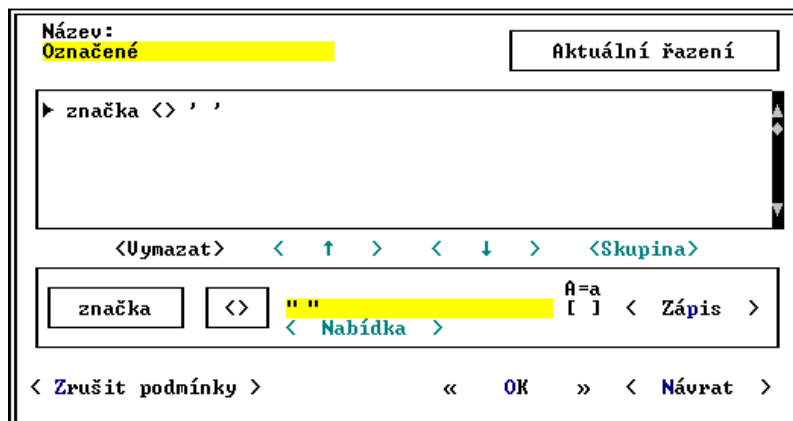 Název:
Označené
Aktuální řazení
značka <> ' '
<Vymazat> < ↑ > < ↓ > <Skupina>
A=a
značka <> " " [ ] < Zápis >
< Nabídka >
< Zrušit podmínky > « OK » < Návrat >